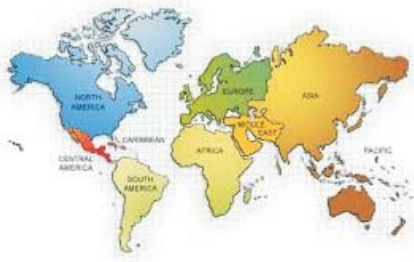 NORTH
AMERICA
EUROPE
ASIA
MIDDLE
EAST
CARIBBEAN
CENTRAL
AMERICA
AFRICA
PACIFIC
SOUTH
AMERICA